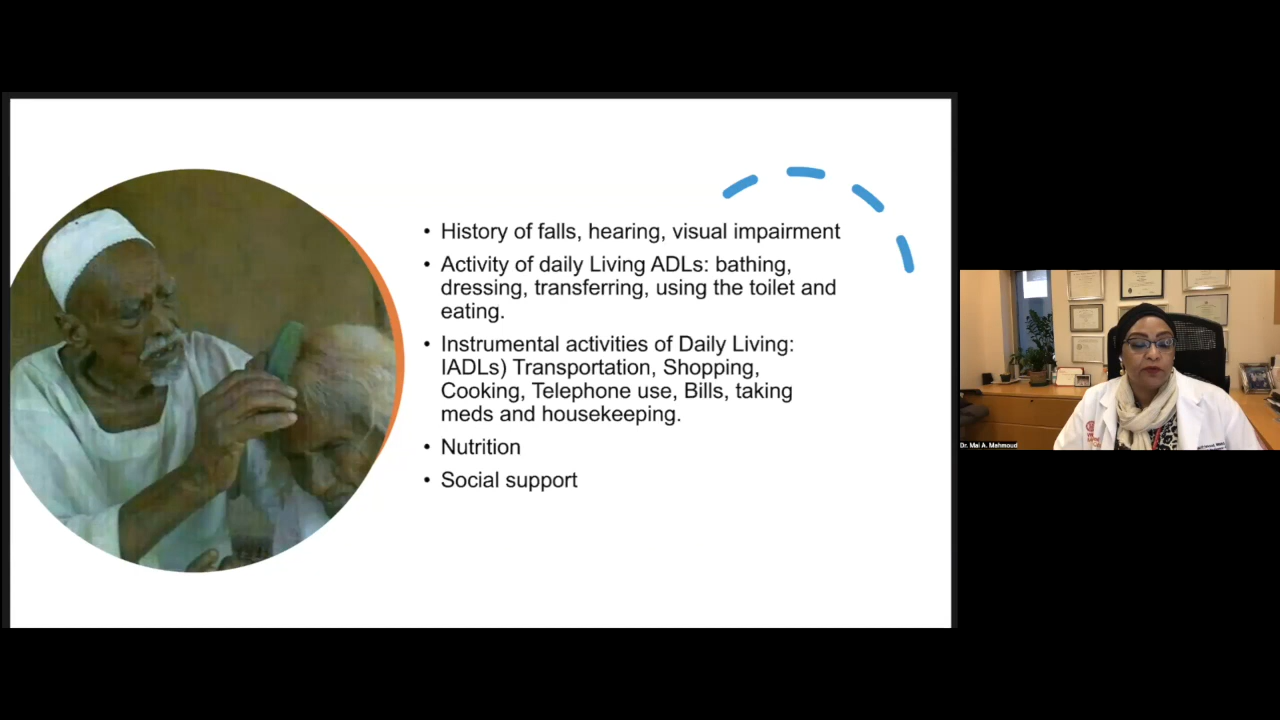 • History of falls, hearing, visual impairment
• Activity of daily Living ADLs: bathing,
dressing, transferring, using the toilet and
eating.
• Instrumental activities of Daily Living:
IADLs) Transportation, Shopping,
Cooking, Telephone use, Bills, taking
meds and housekeeping.
• Nutrition
• Social support
Dr. Mai A. Mahmoud